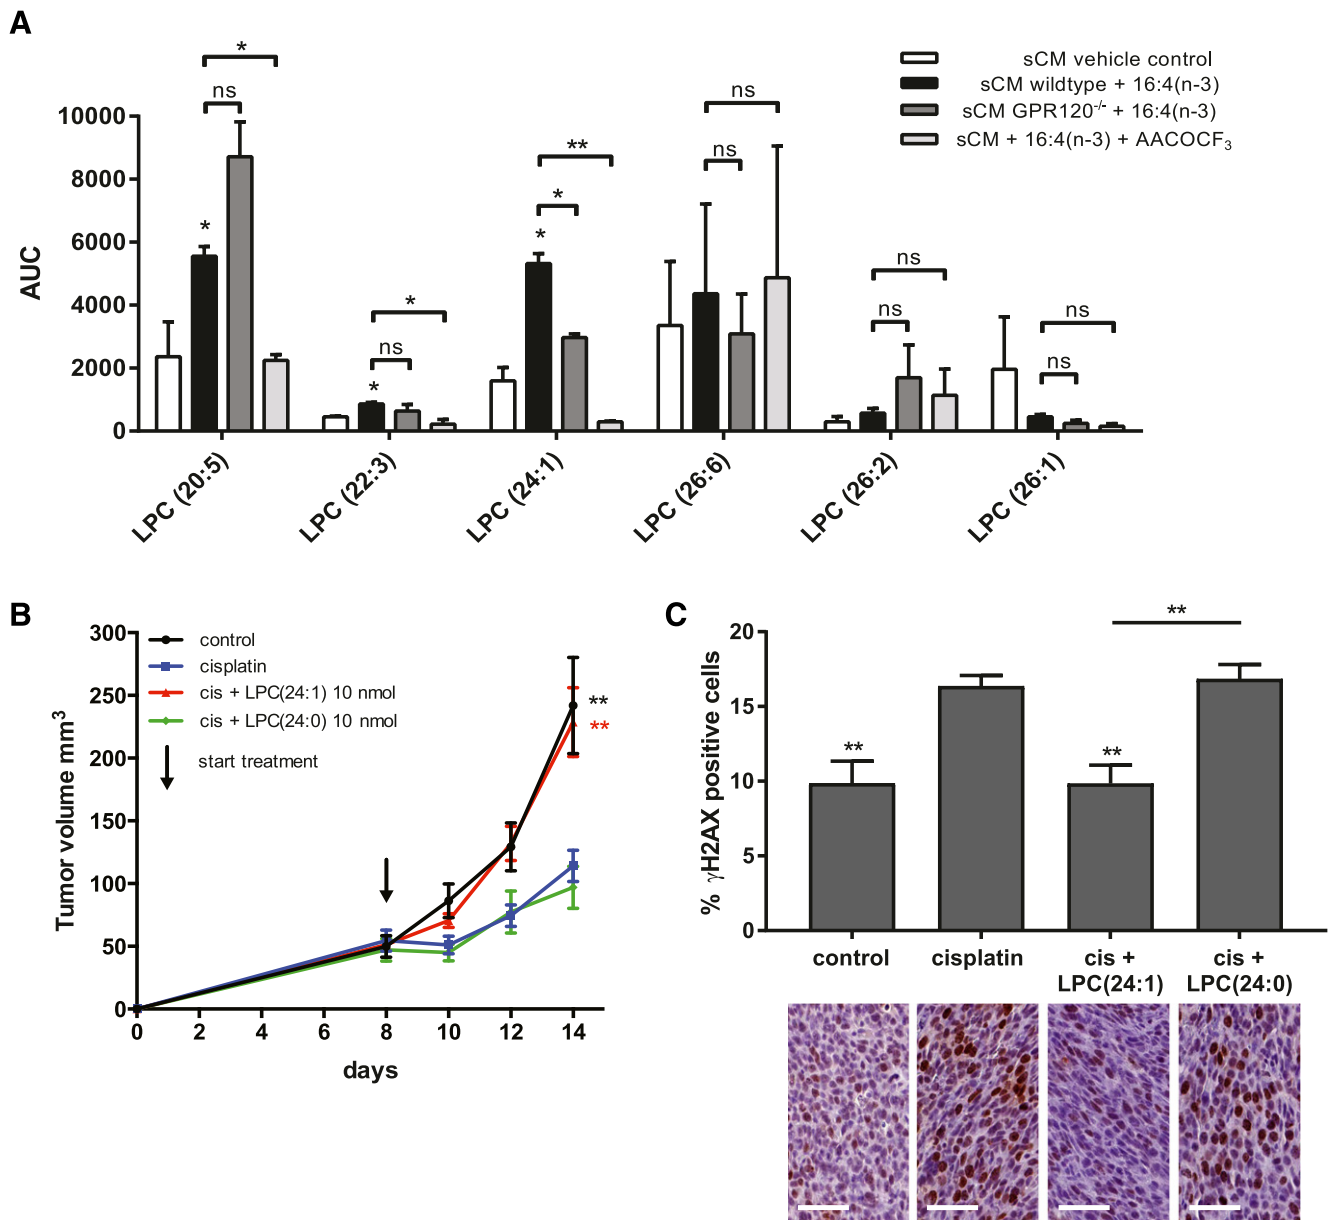 A
*
ns
*
ns
*
*
**
*
*
ns
ns
ns
ns
ns
ns
sCM vehicle control
sCM wildtype + 16:4(n-3)
sCM GPR120-/- + 16:4(n-3)
sCM + 16:4(n-3) + AACOCF3
AUC
10000
8000
6000
4000
2000
0
LPC (20:5)
LPC (22:3)
LPC (24:1)
LPC (26:6)
LPC (26:2)
LPC (26:1)
B
control
cisplatin
cis + LPC(24:1) 10 nmol
cis + LPC(24:0) 10 nmol
start treatment
Tumor volume mm3
300
250
200
150
100
50
0
**
**
0 2 4 6 8 10 12 14
days
C
% γH2AX positive cells
20
15
10
5
0
**
**
**
control
cisplatin
cis +
LPC(24:1)
cis +
LPC(24:0)